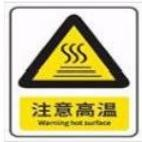 注意高温
Warning hot surface